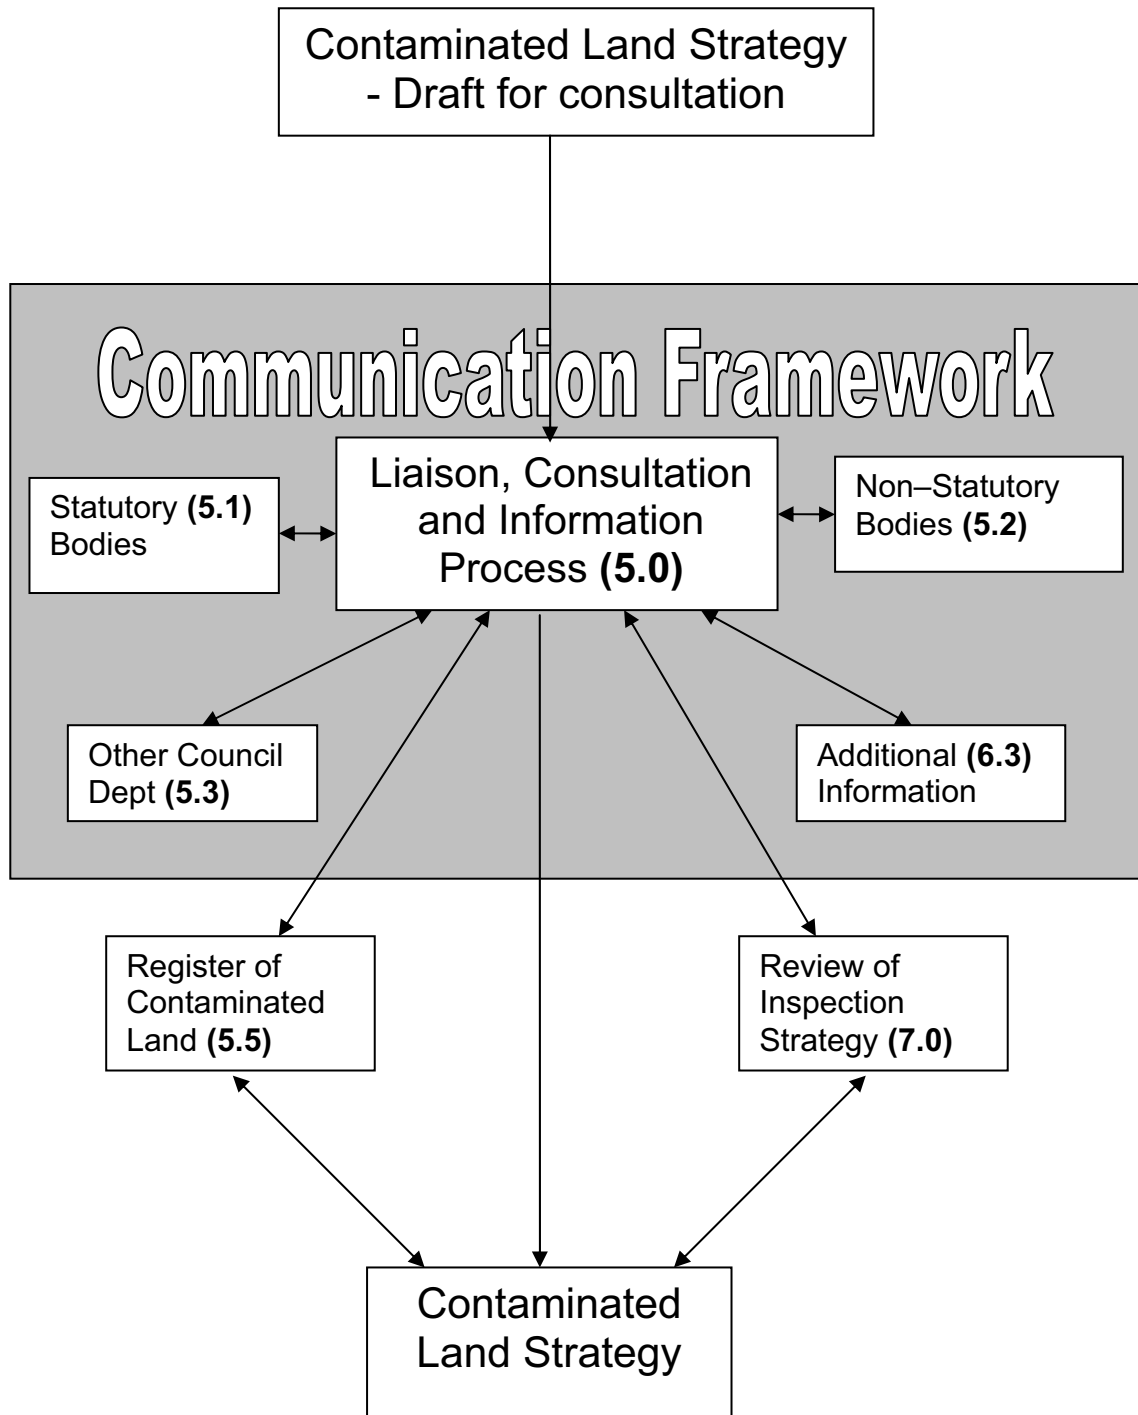 Contaminated Land Strategy
- Draft for consultation
Communication Framework
Liaison, Consultation
and Information
Process (5.0)
Statutory (5.1)
Bodies
Non–Statutory
Bodies (5.2)
Other Council
Dept (5.3)
Additional (6.3)
Information
Register of
Contaminated
Land (5.5)
Review of
Inspection
Strategy (7.0)
Contaminated
Land Strategy